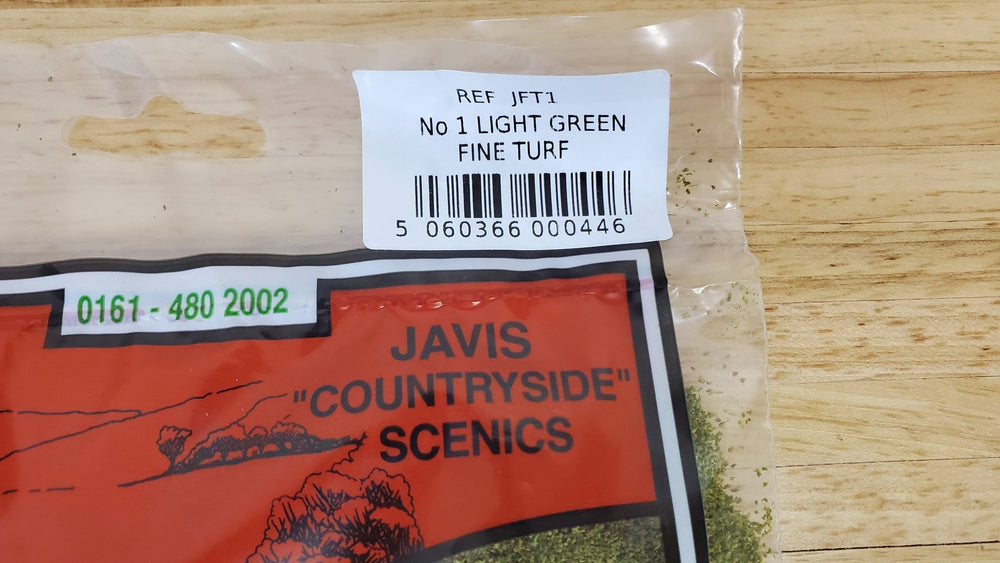 REF JFT1
No 1 LIGHT GREEN
FINE TURF
5 060366 000446
0161 - 480 2002
JAVIS
"COUNTRYSIDE"
SCENICS